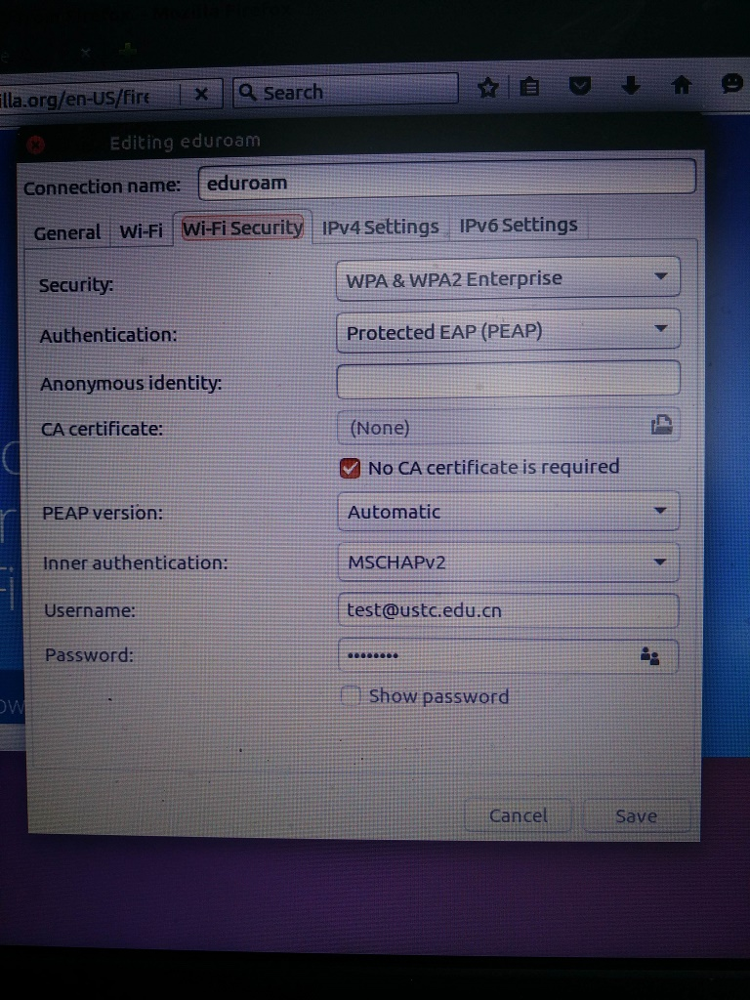 illa.org/en-US/fire
Search
Editing eduroam
Connection name: eduroam
General Wi-Fi Wi-Fi Security IPv4 Settings IPv6 Settings
Security: WPA & WPA2 Enterprise
Authentication: Protected EAP (PEAP)
Anonymous identity:
CA certificate: (None)
No CA certificate is required
PEAP version: Automatic
Inner authentication: MSCHAPv2
Username: test@ustc.edu.cn
Password: ••••••••
Show password
Cancel Save